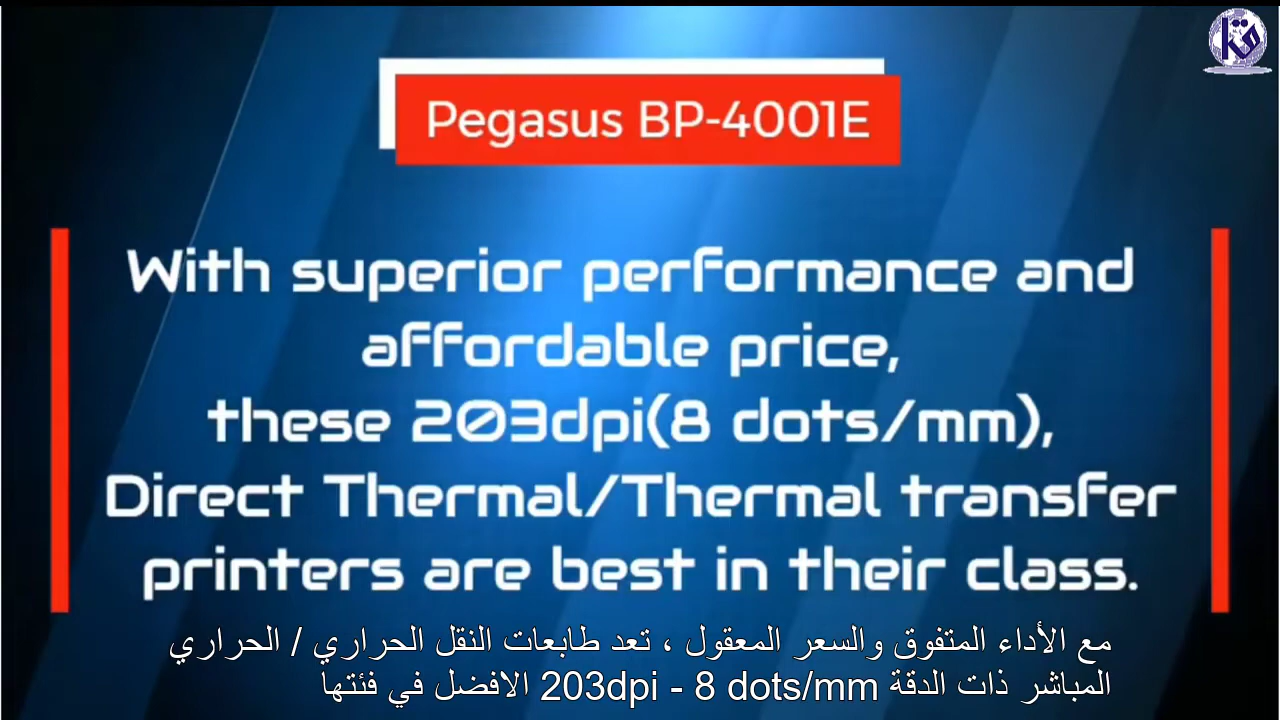 Pegasus BP-4001E
With superior performance and
affordable price,
these 203dpi(8 dots/mm),
Direct Thermal/Thermal transfer
printers are best in their class.
مع الأداء المتفوق والسعر المعقول ، تعد طابعات النقل الحراري / الحراري
المباشر ذات الدقة 203dpi - 8 dots/mm الافضل في فئتها